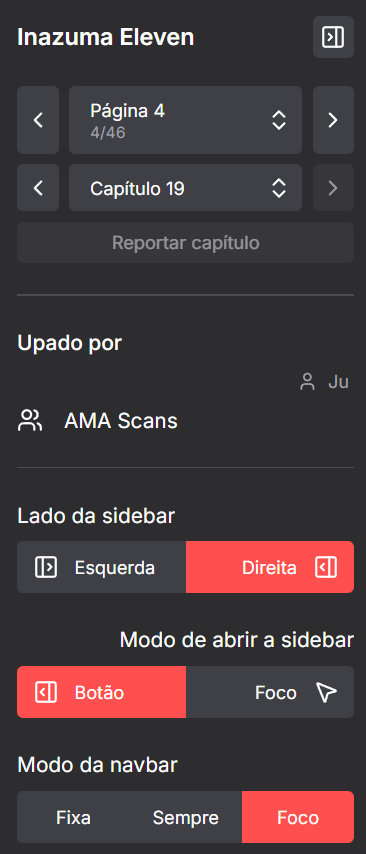 Inazuma Eleven
Página 4
4/46
Capítulo 19
Reportar capítulo
Upado por
Ju
AMA Scans
Lado da sidebar
Esquerda Direita
Modo de abrir a sidebar
Botão Foco
Modo da navbar
Fixa Sempre Foco